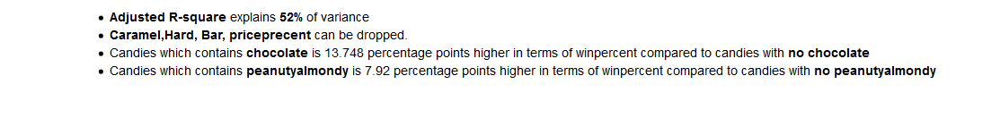 • Adjusted R-square explains 52% of variance
• Caramel,Hard, Bar, priceprecent can be dropped.
• Candies which contains chocolate is 13.748 percentage points higher in terms of winpercent compared to candies with no chocolate
• Candies which contains peanutyalmondy is 7.92 percentage points higher in terms of winpercent compared to candies with no peanutyalmondy